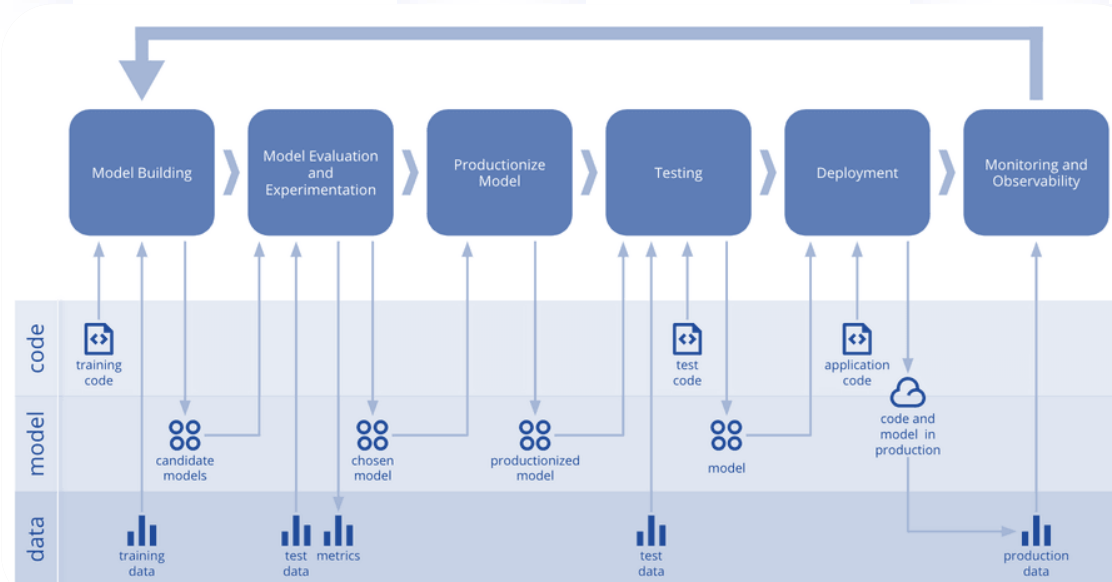 Model Building
Model Evaluation
and
Experimentation
Productionize
Model
Testing
Deployment
Monitoring and
Observability
code
training
code
test
code
application
code
model
candidate
models
chosen
model
productionized
model
model
code and
model in
production
data
training
data
test
data
metrics
test
data
production
data